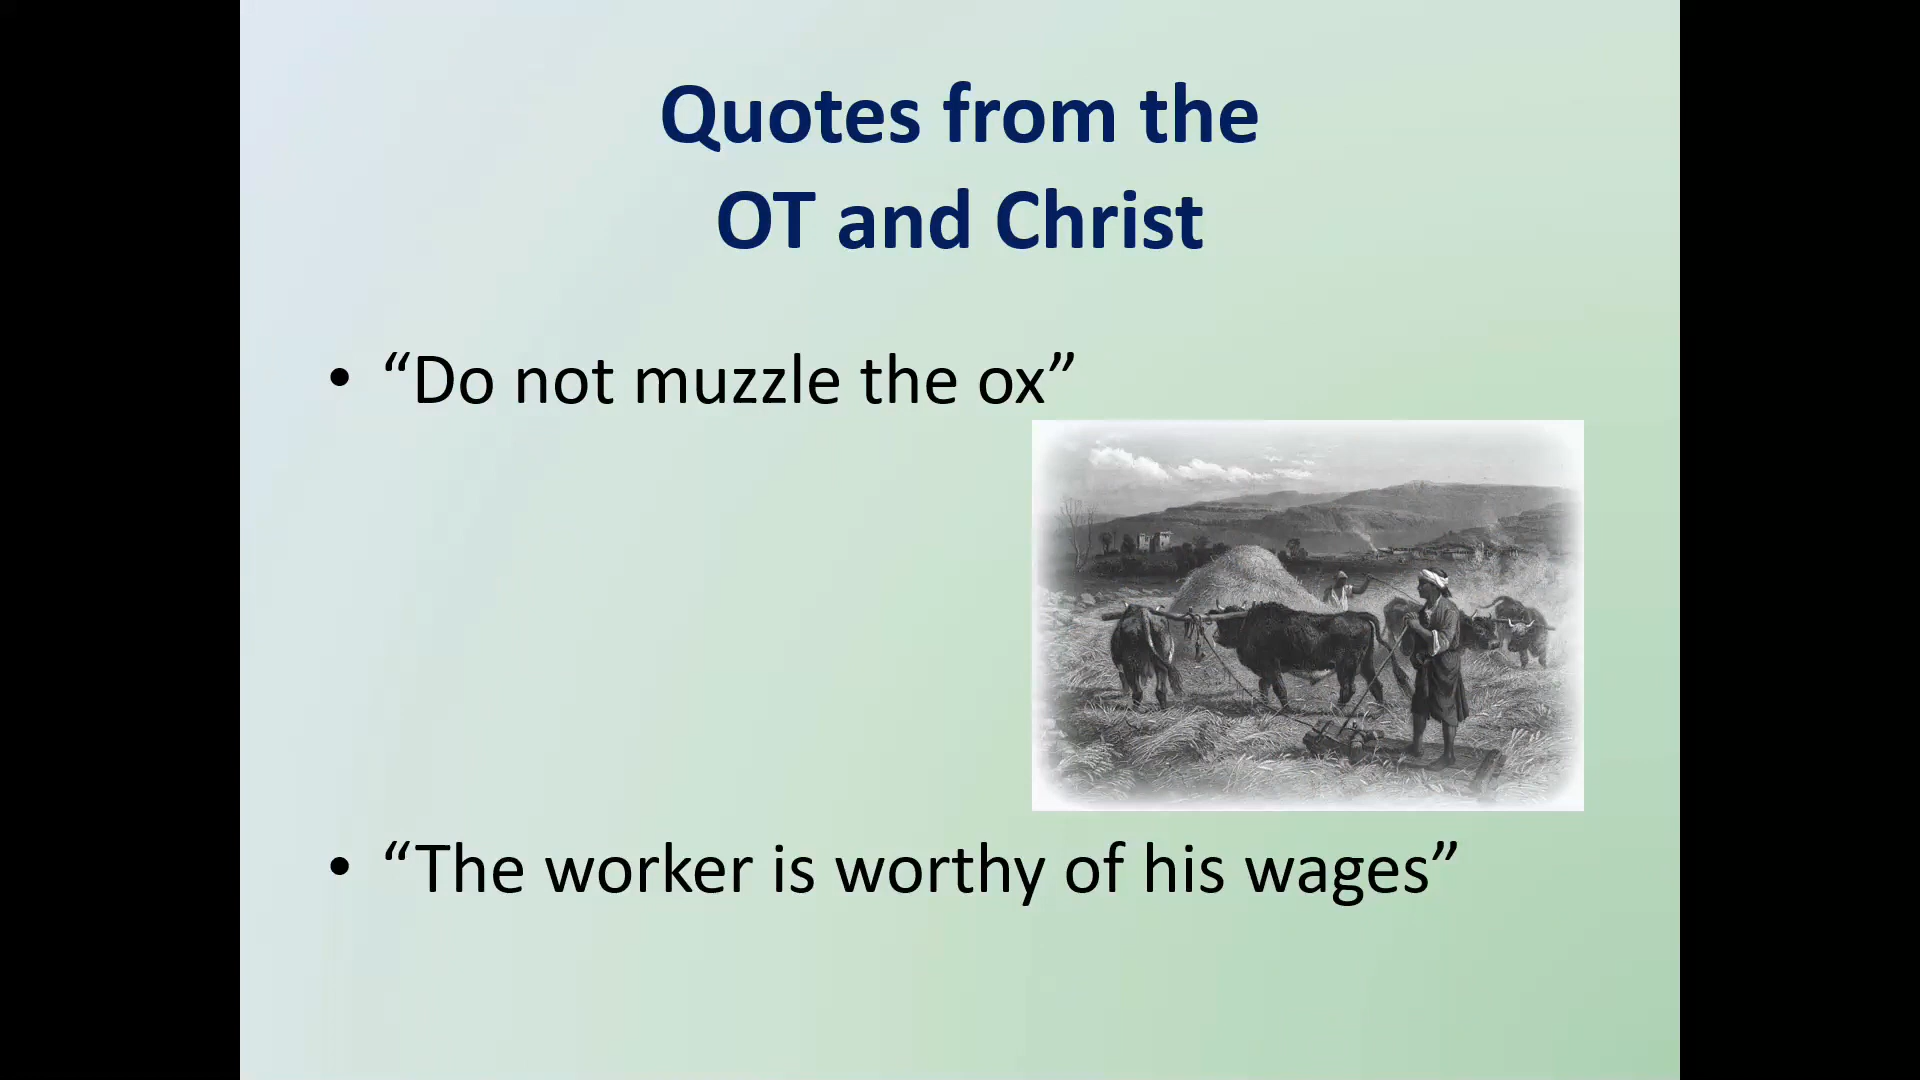 Quotes from the
OT and Christ
• “Do not muzzle the ox”
• “The worker is worthy of his wages”